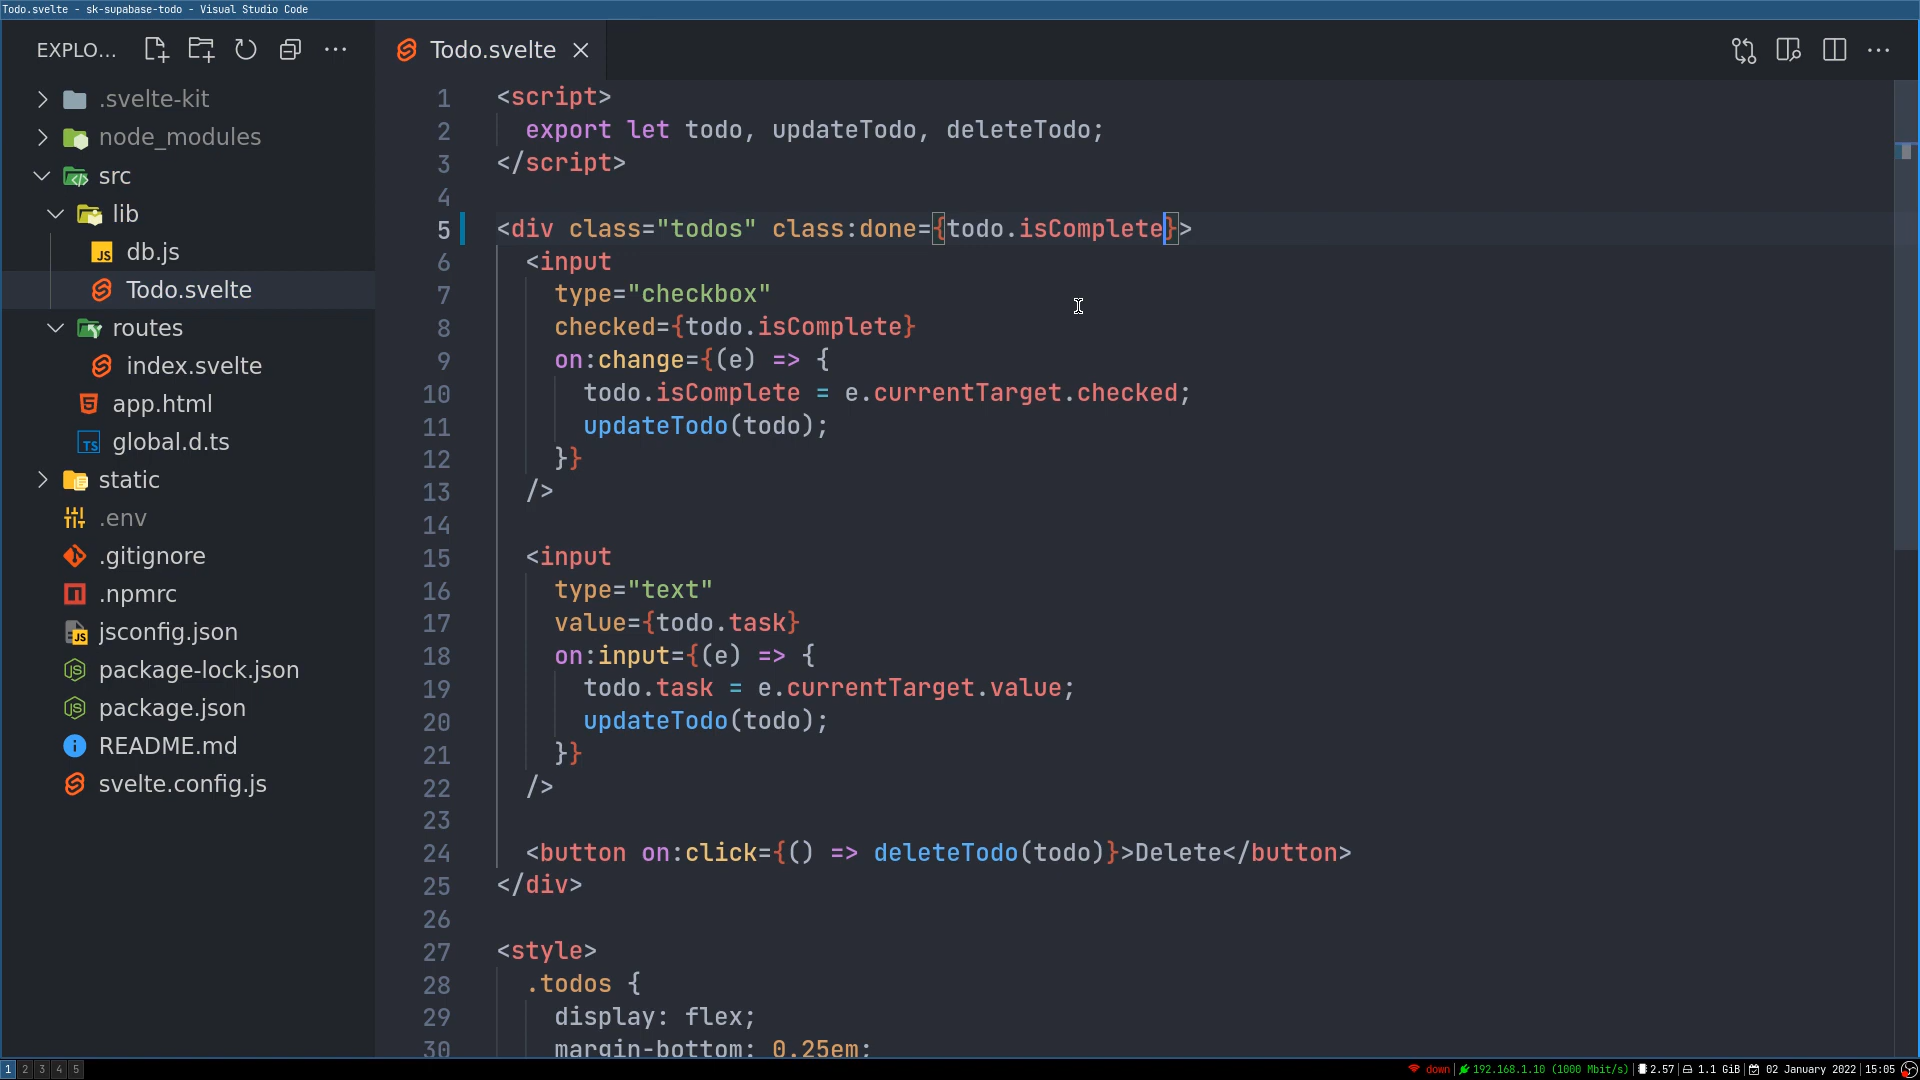 Todo.svelte - sk-supabase-todo - Visual Studio Code
EXPLO...
Todo.svelte
.svelte-kit
node_modules
src
lib
db.js
Todo.svelte
routes
index.svelte
app.html
global.d.ts
static
.env
.gitignore
.npmrc
jsconfig.json
package-lock.json
package.json
README.md
svelte.config.js
1 <script>
2 export let todo, updateTodo, deleteTodo;
3 </script>
4
5 <div class="todos" class:done={todo.isComplete}>
6 <input
7 type="checkbox"
8 checked={todo.isComplete}
9 on:change={(e) => {
10 todo.isComplete = e.currentTarget.checked;
11 updateTodo(todo);
12 }}
13 />
14
15 <input
16 type="text"
17 value={todo.task}
18 on:input={(e) => {
19 todo.task = e.currentTarget.value;
20 updateTodo(todo);
21 }}
22 />
23
24 <button on:click={() => deleteTodo(todo)}>Delete</button>
25 </div>
26
27 <style>
28 .todos {
29 display: flex;
30 margin-bottom: 0.25em;
1 2 3 4 5
down | 192.168.1.10 (1000 Mbit/s) | 2.57 | 1.1 GiB | 02 January 2022 | 15:05